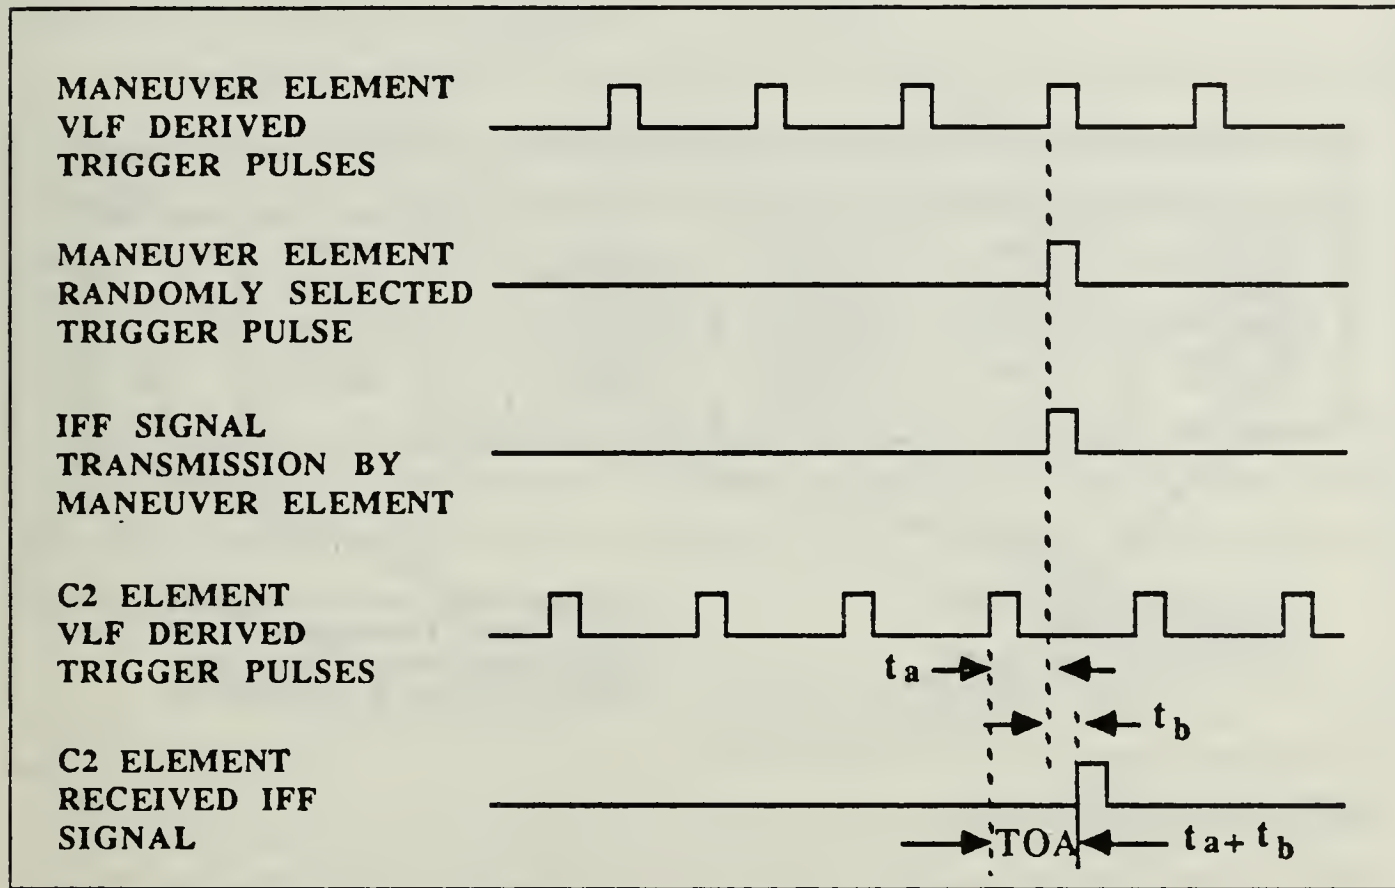 MANEUVER ELEMENT
VLF DERIVED
TRIGGER PULSES
MANEUVER ELEMENT
RANDOMLY SELECTED
TRIGGER PULSE
IFF SIGNAL
TRANSMISSION BY
MANEUVER ELEMENT
C2 ELEMENT
VLF DERIVED
TRIGGER PULSES
ta
tb
C2 ELEMENT
RECEIVED IFF
SIGNAL
TOA
ta+ tb